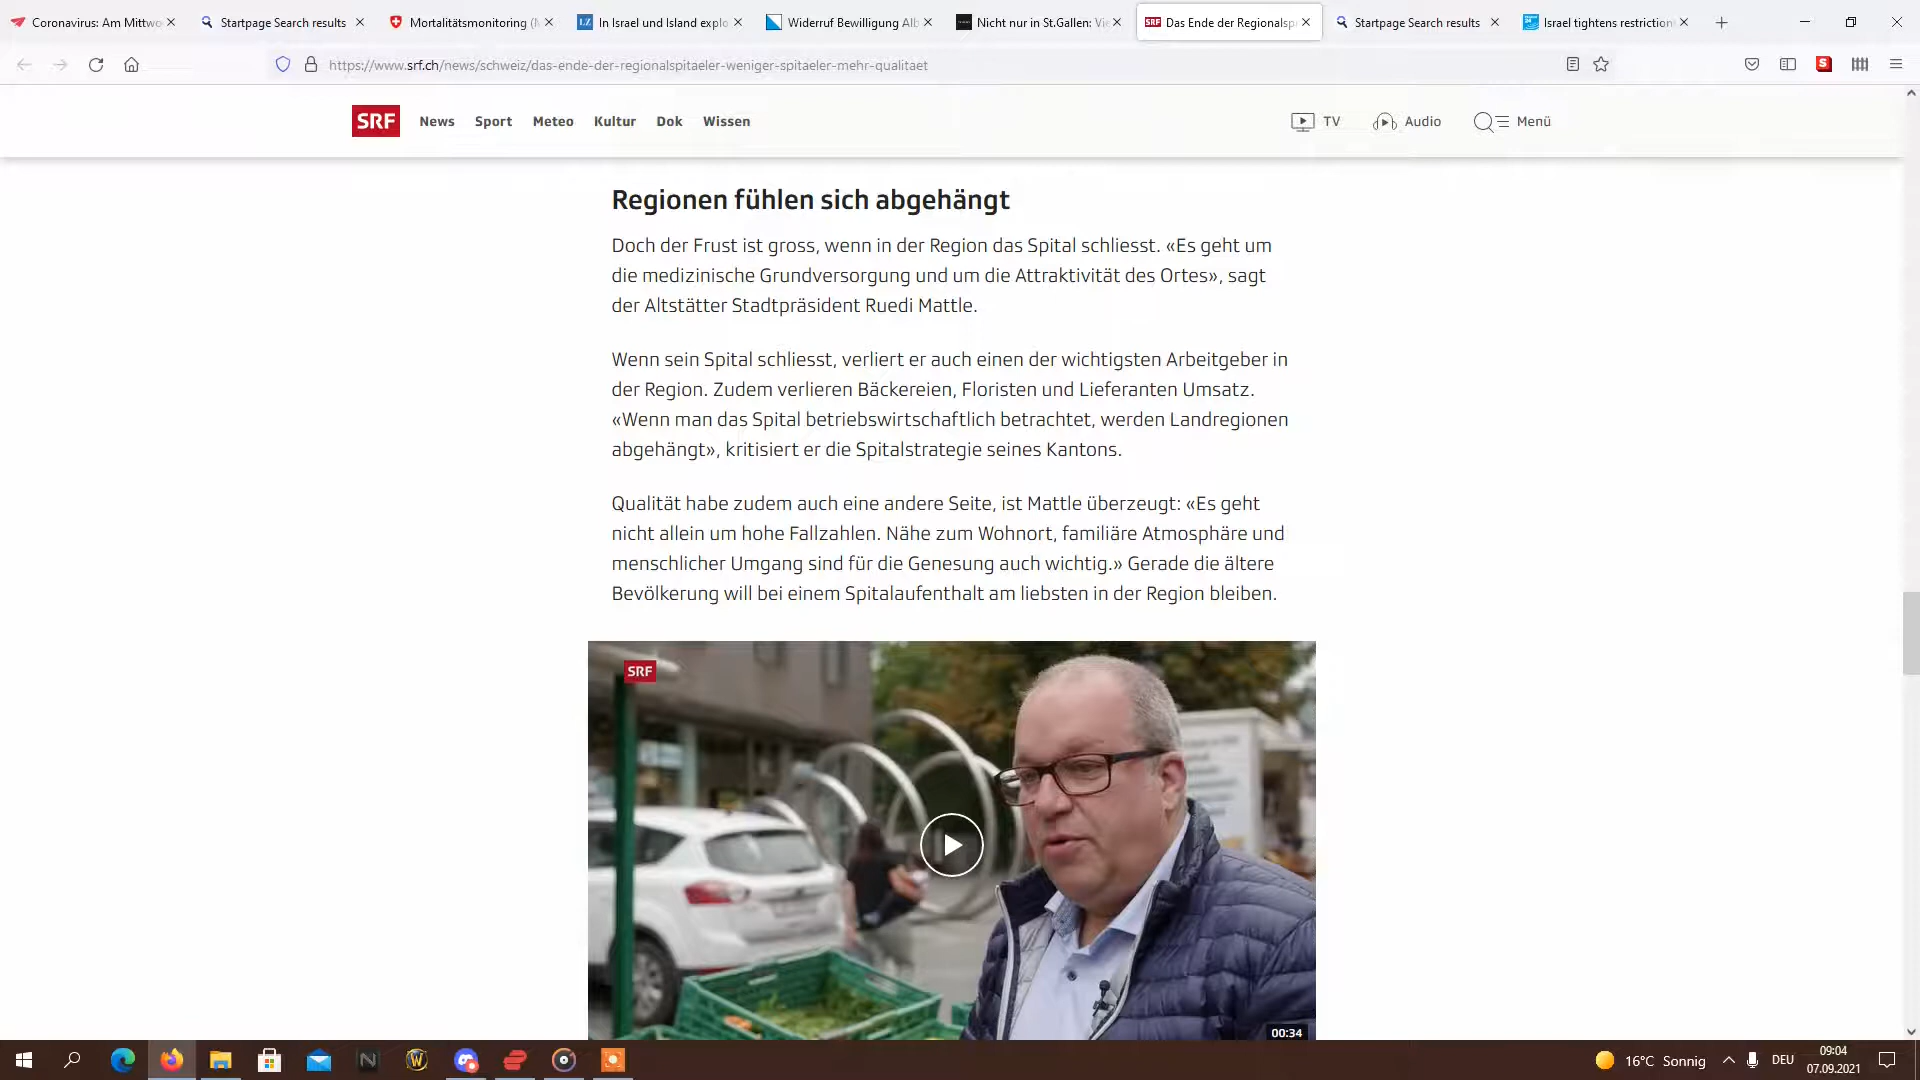 Coronavirus: Am Mittwo
Startpage Search results
Mortalitätsmonitoring (M
In Israel und Island explo
Widerruf Bewilligung Alb
Nicht nur in St.Gallen: Vie
Das Ende der Regionalsp
Startpage Search results
Israel tightens restriction
https://www.srf.ch/news/schweiz/das-ende-der-regionalspitaeler-weniger-spitaeler-mehr-qualitaet
SRF News Sport Meteo Kultur Dok Wissen TV Audio Menü
Regionen fühlen sich abgehängt
Doch der Frust ist gross, wenn in der Region das Spital schliesst. «Es geht um
die medizinische Grundversorgung und um die Attraktivität des Ortes», sagt
der Altstätter Stadtpräsident Ruedi Mattle.
Wenn sein Spital schliesst, verliert er auch einen der wichtigsten Arbeitgeber in
der Region. Zudem verlieren Bäckereien, Floristen und Lieferanten Umsatz.
«Wenn man das Spital betriebswirtschaftlich betrachtet, werden Landregionen
abgehängt», kritisiert er die Spitalstrategie seines Kantons.
Qualität habe zudem auch eine andere Seite, ist Mattle überzeugt: «Es geht
nicht allein um hohe Fallzahlen. Nähe zum Wohnort, familiäre Atmosphäre und
menschlicher Umgang sind für die Genesung auch wichtig.» Gerade die ältere
Bevölkerung will bei einem Spitalaufenthalt am liebsten in der Region bleiben.
SRF
00:34
16°C Sonnig
DEU
09:04
07.09.2021